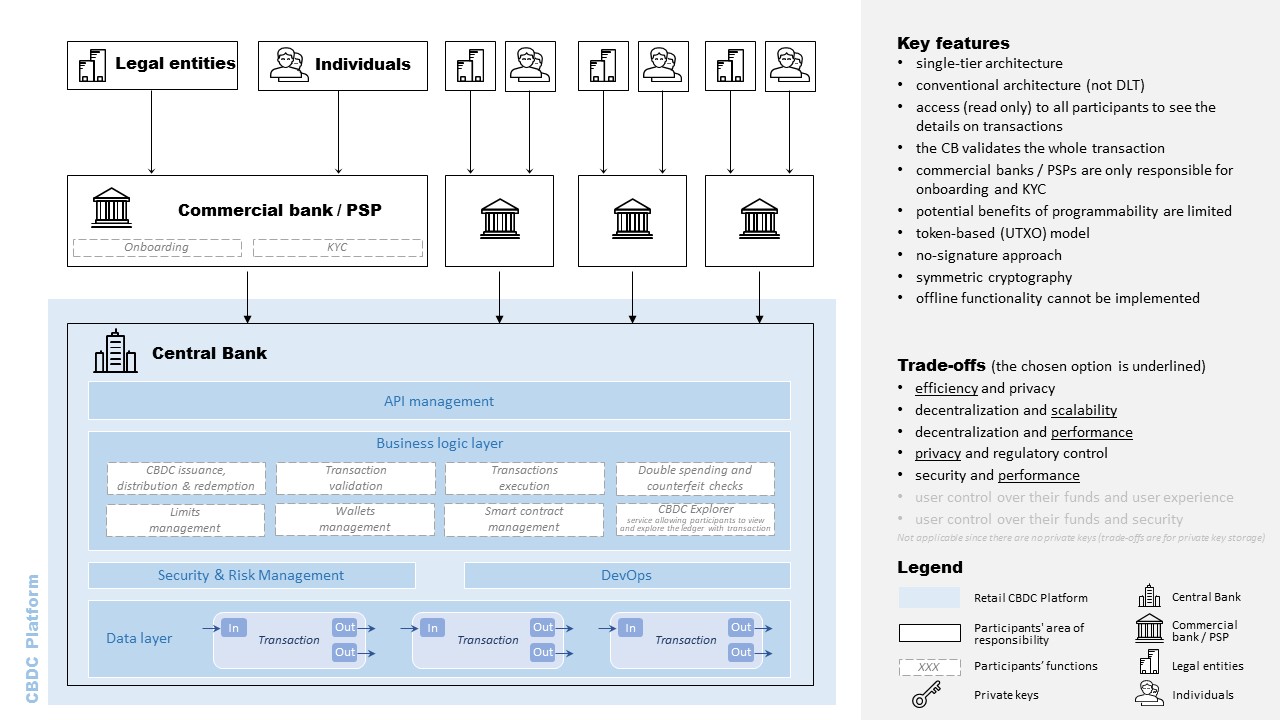 Legal entities
Individuals
Commercial bank / PSP
Onboarding
KYC
Central Bank
API management
Business logic layer
CBDC issuance,
distribution & redemption
Transaction
validation
Transactions
execution
Double spending and
counterfeit checks
Limits
management
Wallets
management
Smart contract
management
CBDC Explorer
service allowing participants to view
and explore the ledger with transaction
Security & Risk Management
DevOps
Data layer
In
Transaction
Out
Out
In
Transaction
Out
Out
In
Transaction
Out
Out
CBDC Platform
Key features
• single-tier architecture
• conventional architecture (not DLT)
• access (read only) to all participants to see the
details on transactions
• the CB validates the whole transaction
• commercial banks / PSPs are only responsible for
onboarding and KYC
• potential benefits of programmability are limited
• token-based (UTXO) model
• no-signature approach
• symmetric cryptography
• offline functionality cannot be implemented
Trade-offs (the chosen option is underlined)
• efficiency and privacy
• decentralization and scalability
• decentralization and performance
• privacy and regulatory control
• security and performance
• user control over their funds and user experience
• user control over their funds and security
Not applicable since there are no private keys (trade-offs are for private key storage)
Legend
Retail CBDC Platform
Participants' area of
responsibility
XXX
Participants' functions
Private keys
Central Bank
Commercial
bank / PSP
Legal entities
Individuals